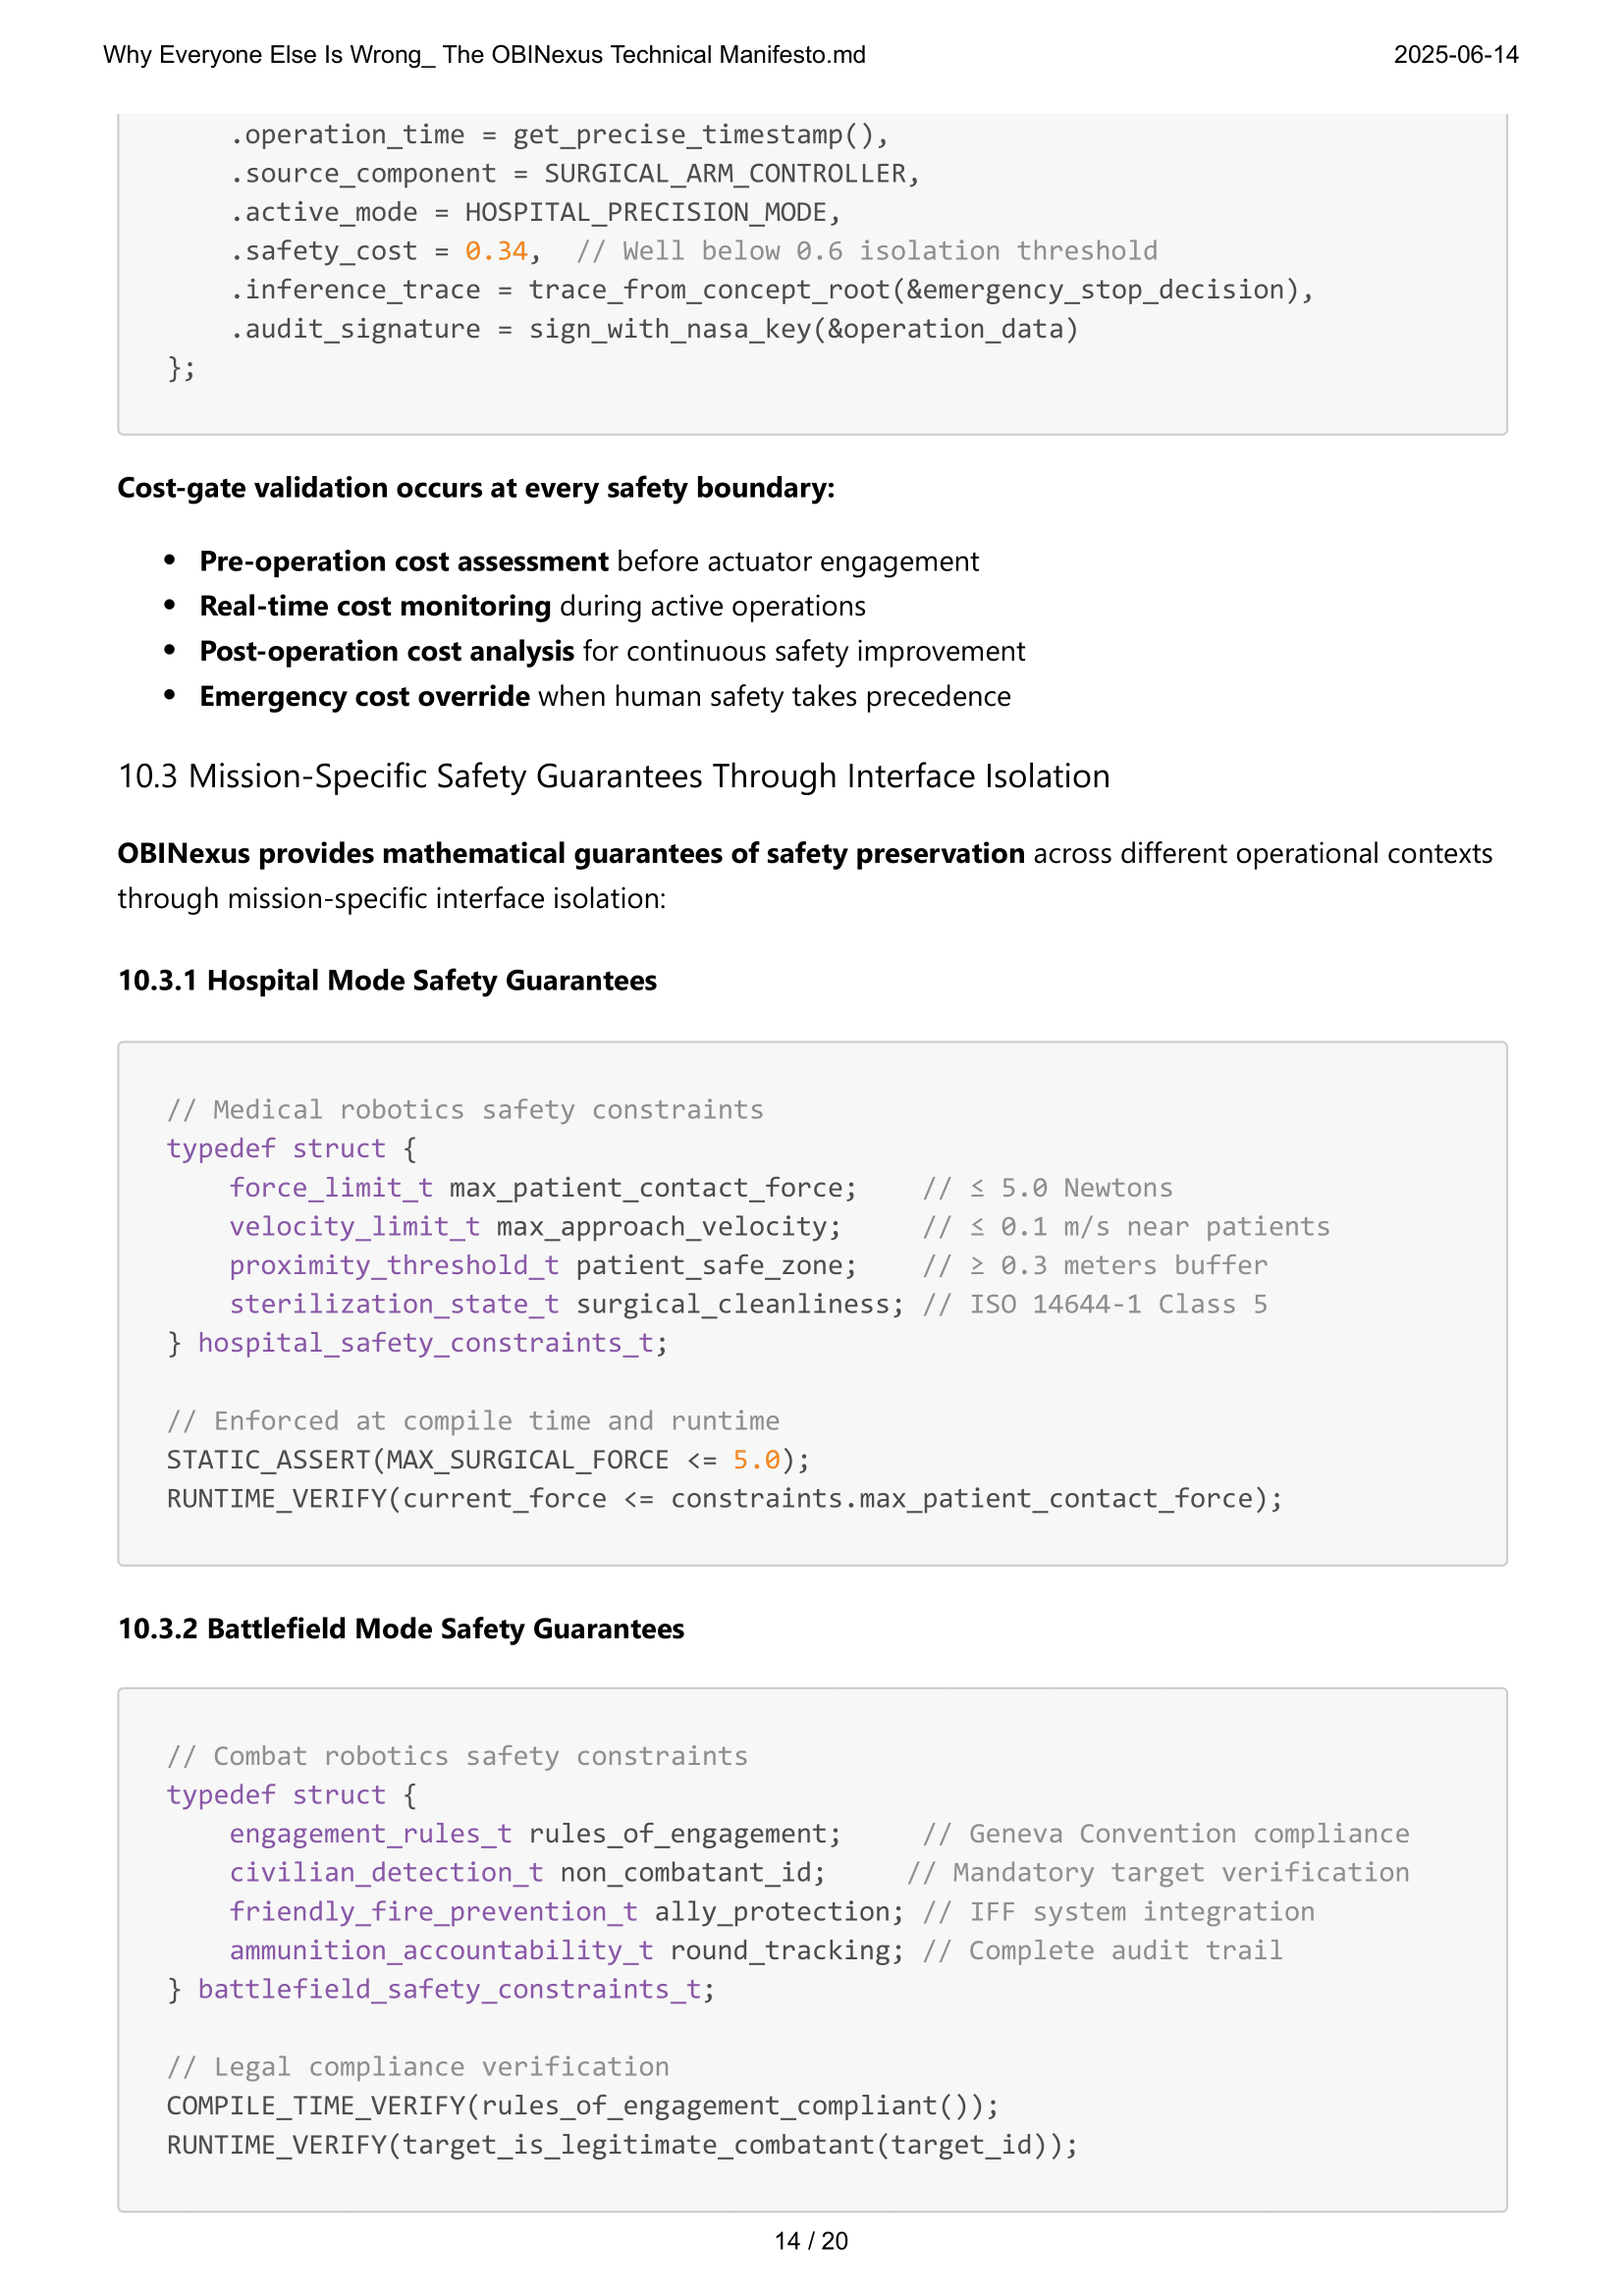 Why Everyone Else Is Wrong_ The OBINexus Technical Manifesto.md 2025-06-14
.operation_time = get_precise_timestamp(),
.source_component = SURGICAL_ARM_CONTROLLER,
.active_mode = HOSPITAL_PRECISION_MODE,
.safety_cost = 0.34,  // Well below 0.6 isolation threshold
.inference_trace = trace_from_concept_root(&emergency_stop_decision),
.audit_signature = sign_with_nasa_key(&operation_data)
};
Cost-gate validation occurs at every safety boundary:
• Pre-operation cost assessment before actuator engagement
• Real-time cost monitoring during active operations
• Post-operation cost analysis for continuous safety improvement
• Emergency cost override when human safety takes precedence
10.3 Mission-Specific Safety Guarantees Through Interface Isolation
OBINexus provides mathematical guarantees of safety preservation across different operational contexts
through mission-specific interface isolation:
10.3.1 Hospital Mode Safety Guarantees
// Medical robotics safety constraints
typedef struct {
force_limit_t max_patient_contact_force;    // ≤ 5.0 Newtons
velocity_limit_t max_approach_velocity;     // ≤ 0.1 m/s near patients
proximity_threshold_t patient_safe_zone;    // ≥ 0.3 meters buffer
sterilization_state_t surgical_cleanliness; // ISO 14644-1 Class 5
} hospital_safety_constraints_t;
// Enforced at compile time and runtime
STATIC_ASSERT(MAX_SURGICAL_FORCE <= 5.0);
RUNTIME_VERIFY(current_force <= constraints.max_patient_contact_force);
10.3.2 Battlefield Mode Safety Guarantees
// Combat robotics safety constraints
typedef struct {
engagement_rules_t rules_of_engagement;     // Geneva Convention compliance
civilian_detection_t non_combatant_id;     // Mandatory target verification
friendly_fire_prevention_t ally_protection; // IFF system integration
ammunition_accountability_t round_tracking; // Complete audit trail
} battlefield_safety_constraints_t;
// Legal compliance verification
COMPILE_TIME_VERIFY(rules_of_engagement_compliant());
RUNTIME_VERIFY(target_is_legitimate_combatant(target_id));
14 / 20